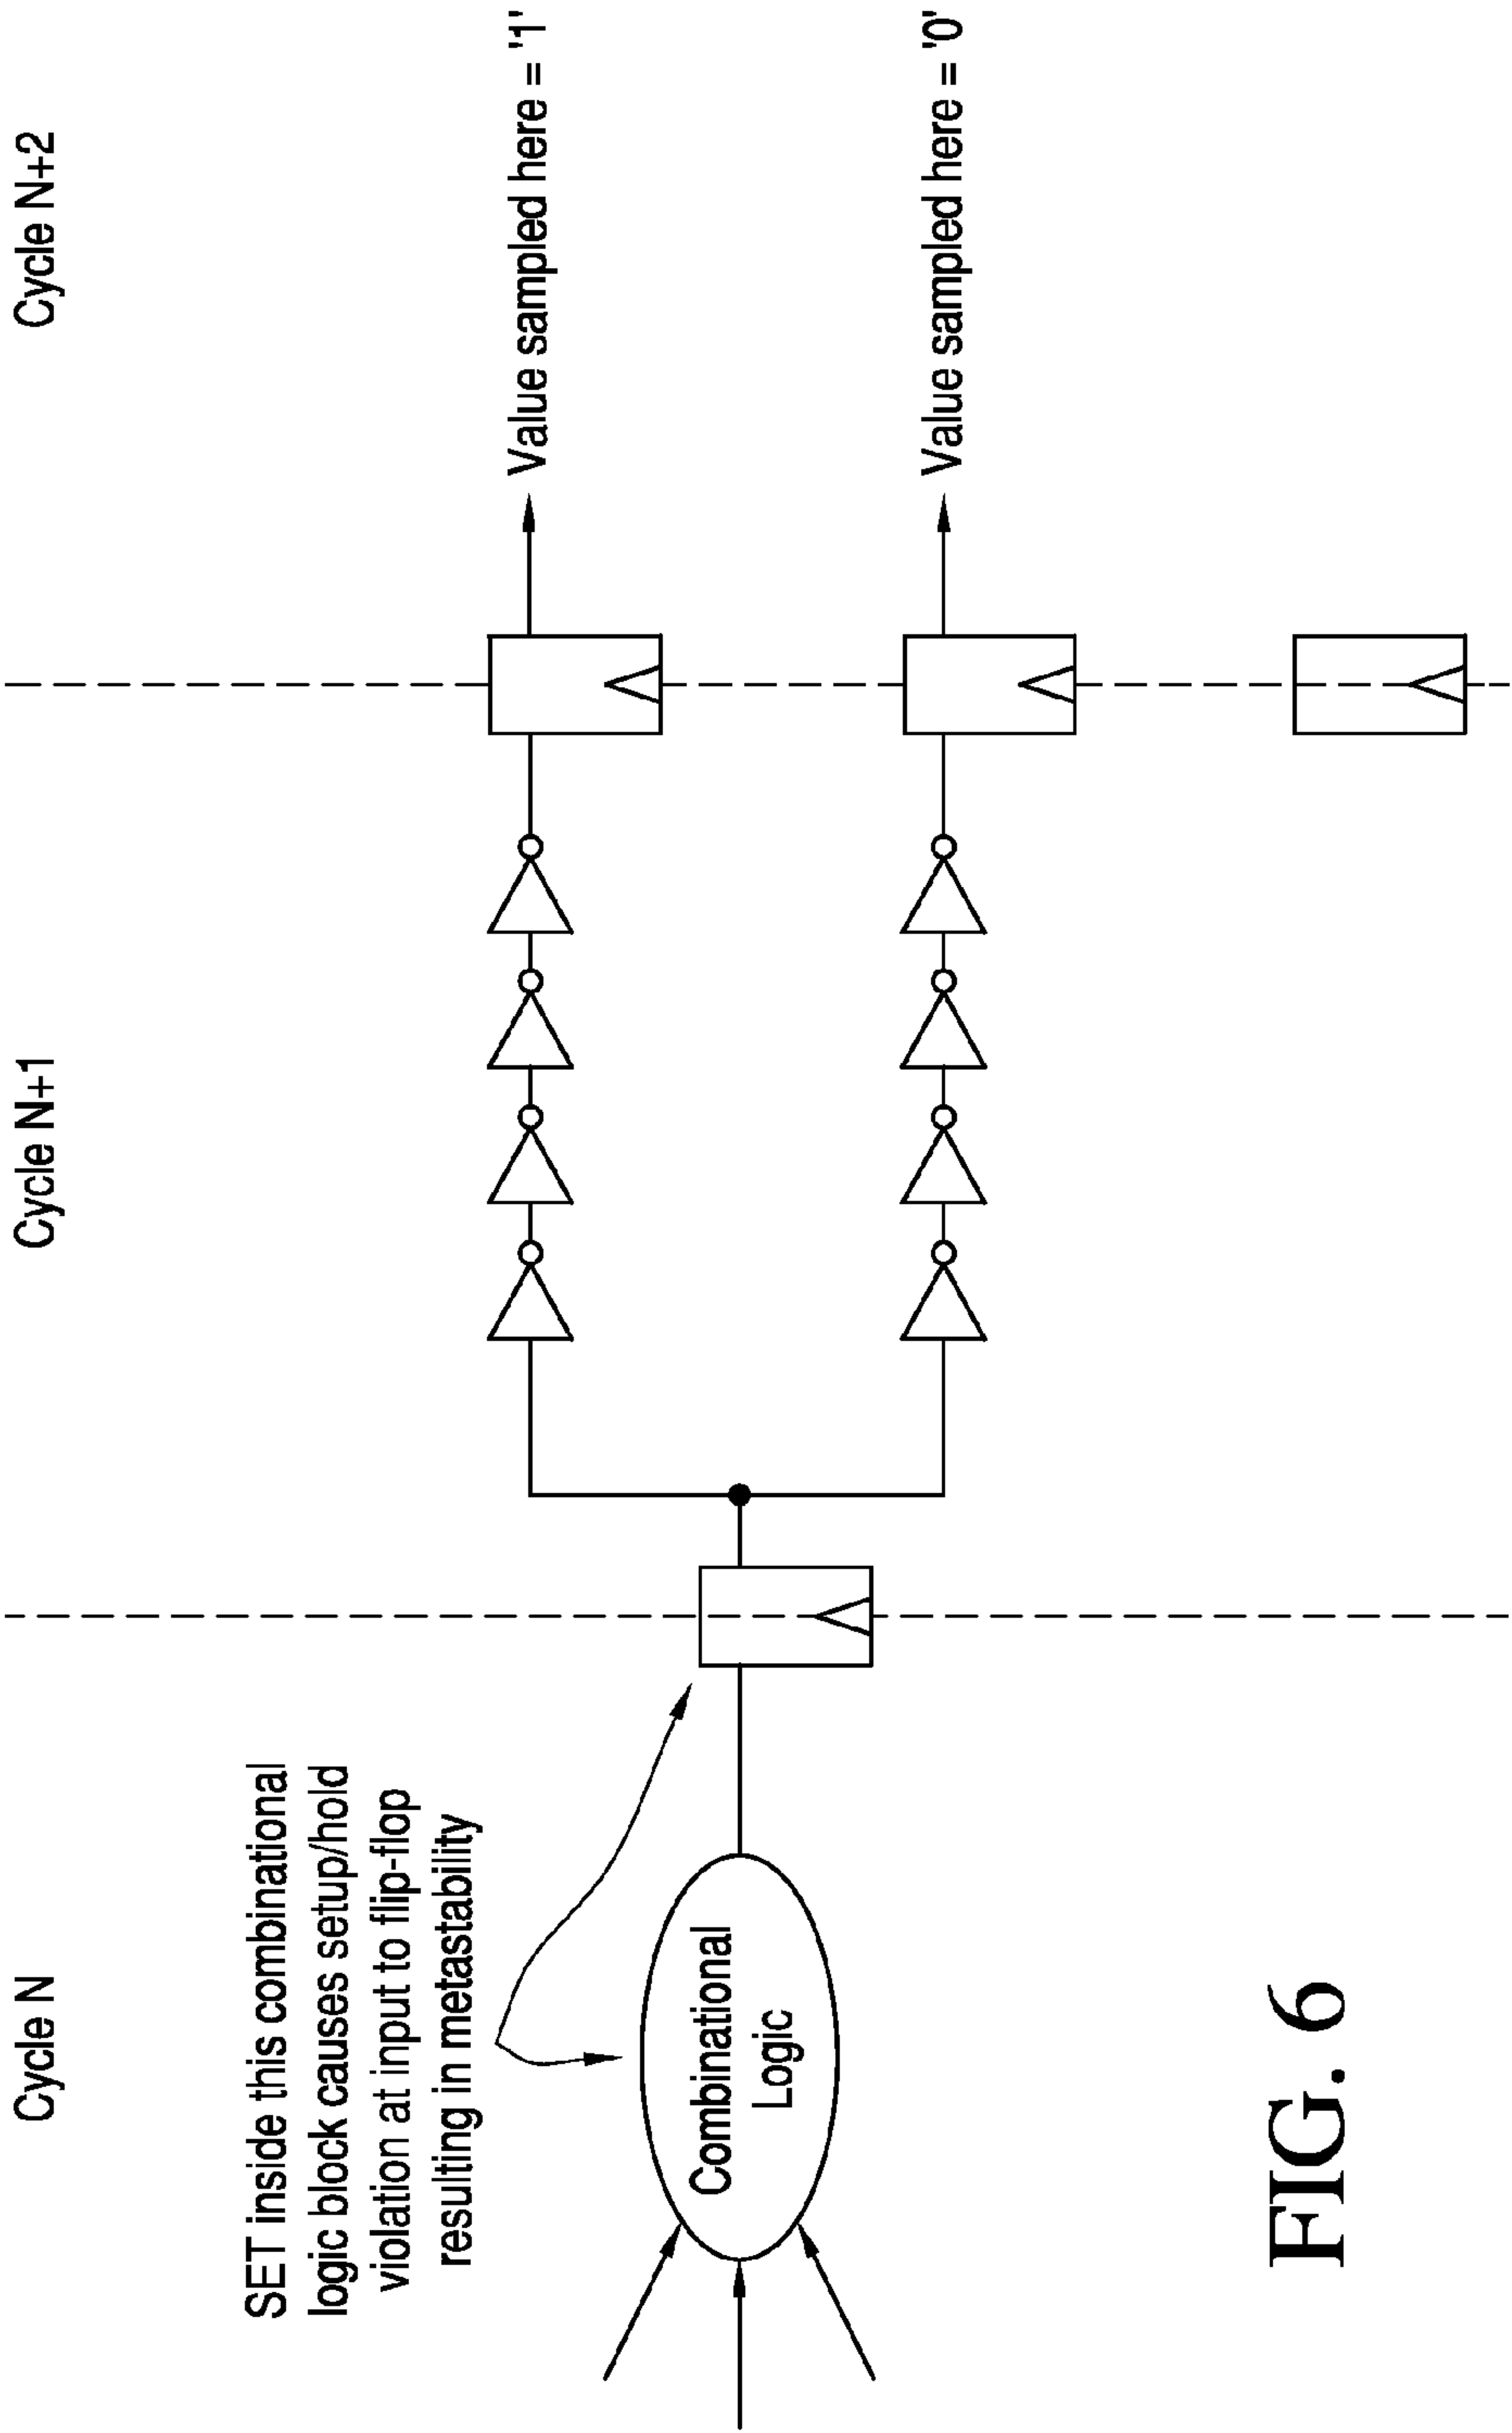 Cycle N
Cycle N+1
Cycle N+2
SET inside this combinational
logic block causes setup/hold
violation at input to flip-flop
resulting in metastability
Value sampled here = '1'
Combinational
Logic
Value sampled here = '0'
FIG. 6